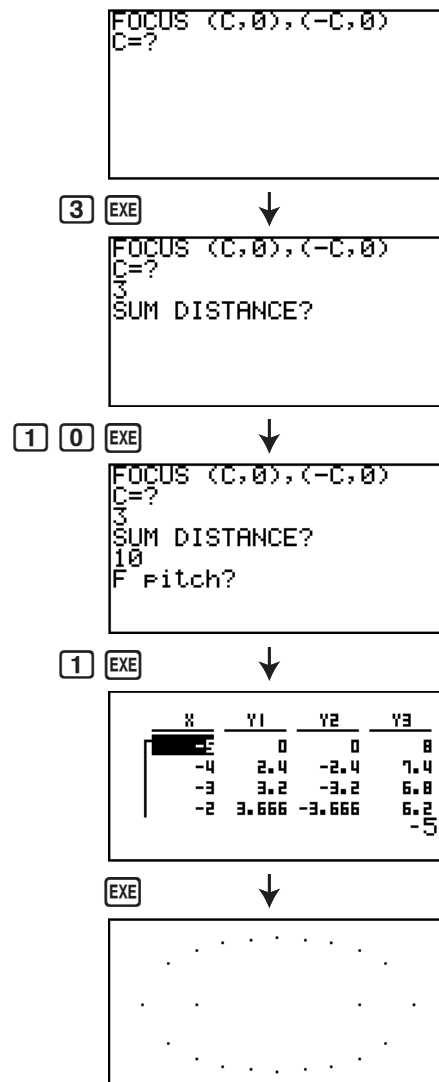 FOCUS (C,0),(-C,0)
C=?
3 EXE
FOCUS (C,0),(-C,0)
C=?
3
SUM DISTANCE?
1 0 EXE
FOCUS (C,0),(-C,0)
C=?
3
SUM DISTANCE?
10
F pitch?
1 EXE
X Y1 Y2 Y3
-5 0 0 8
-4 2.4 -2.4 7.4
-3 3.2 -3.2 6.8
-2 3.666 -3.666 6.2
-5
EXE